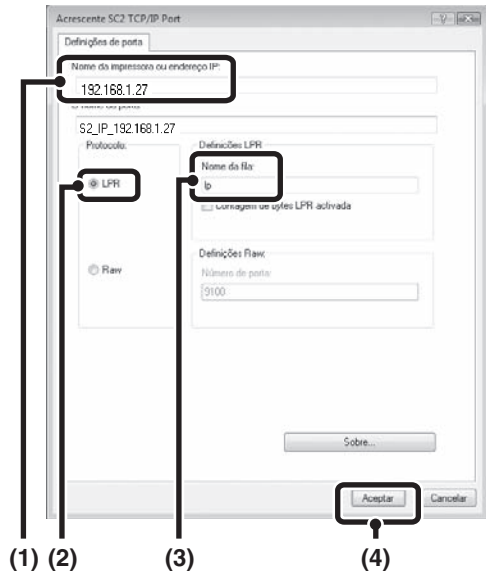 Acrescente SC2 TCP/IP Port
Definições de porta
Nome da impressora ou endereço IP:
192.168.1.27
O nome da porta:
S2_IP_192.168.1.27
Protocolo:
Definições LPR
Nome da fila:
LPR
lp
Contagem de bytes LPR activada
Definições Raw:
Raw
Número de porta:
9100
Sobre...
Aceptar
Cancelar
(1) (2) (3) (4)